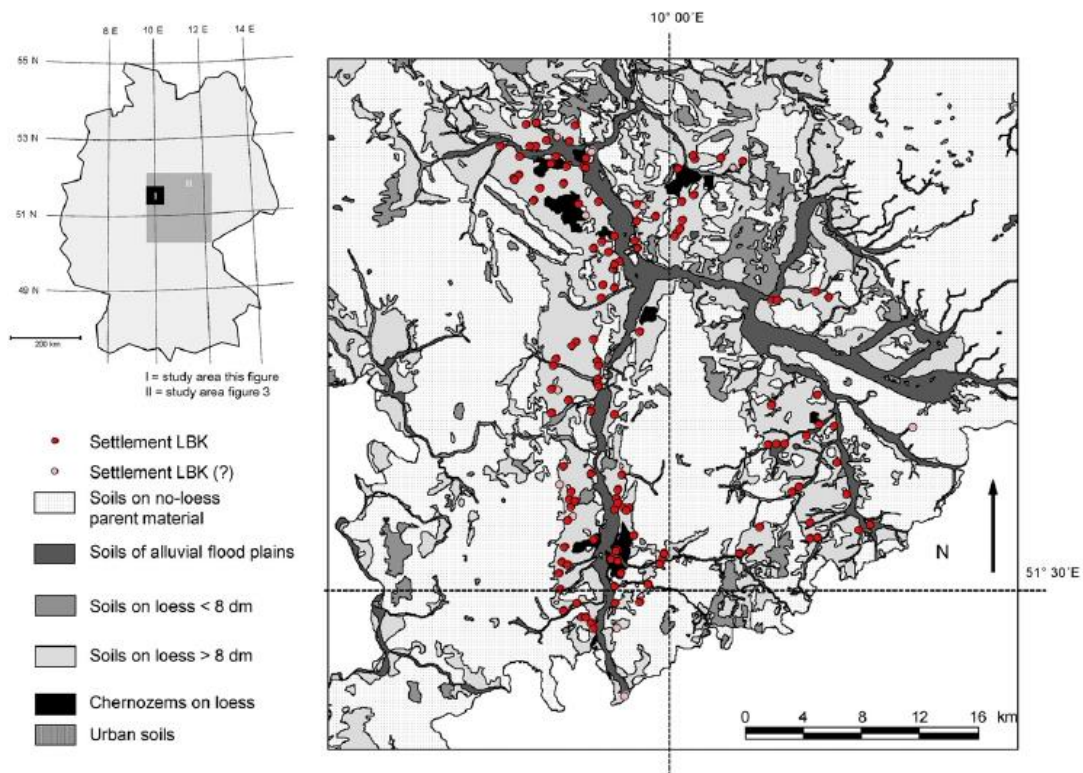 8 E
10 E
12 E
14 E
55 N
53 N
51 N
49 N
I
II
200 km
I = study area this figure
II = study area figure 3
Settlement LBK
Settlement LBK (?)
Soils on no-loess
parent material
Soils of alluvial flood plains
Soils on loess < 8 dm
Soils on loess > 8 dm
Chernozems on loess
Urban soils
10 00´E
N
51 30´E
0 4 8 12 16 km